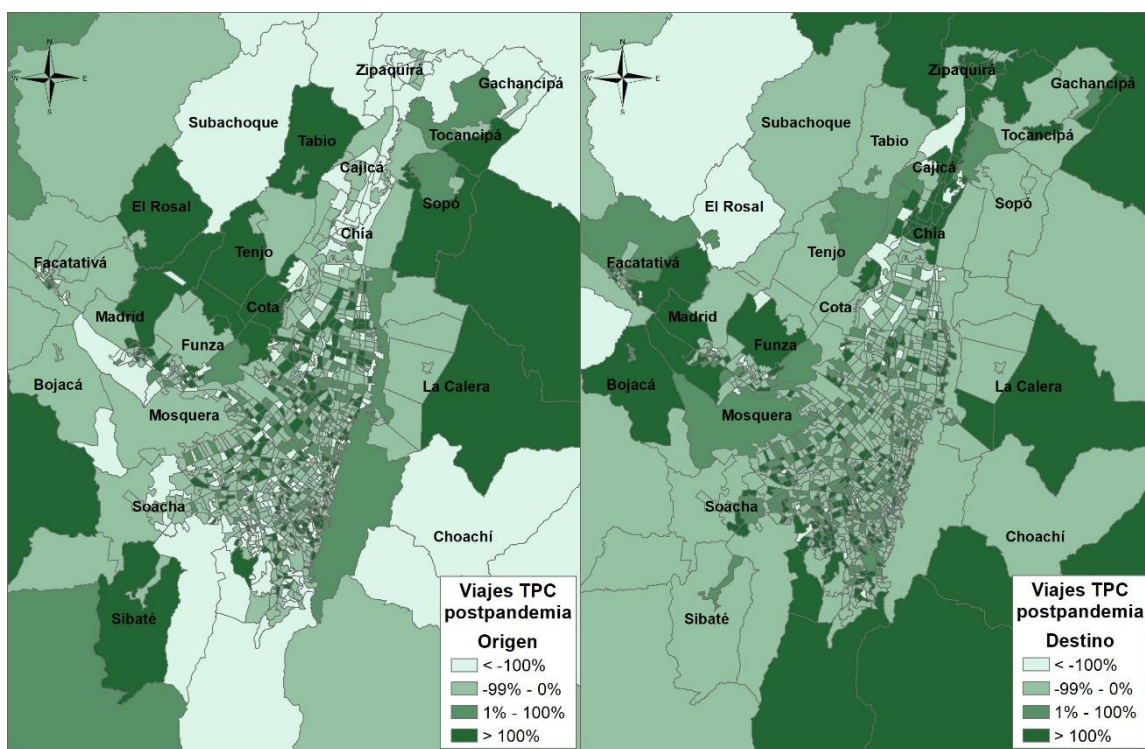 N
W
E
S
Zipaquirá
Gachancipá
Subachoque
Tabio
Tocancipá
Cajicá
El Rosal
Sopó
Tenjo
Chía
Facatativá
Cota
Madrid
Funza
Bojacá
La Calera
Mosquera
Soacha
Choachí
Sibaté
Viajes TPC
postpandemia
Origen
< -100%
-99% - 0%
1% - 100%
> 100%
N
W
E
S
Zipaquirá
Gachancipá
Subachoque
Tabio
Tocancipá
Cajicá
El Rosal
Sopó
Tenjo
Chía
Facatativá
Cota
Madrid
Funza
Bojacá
La Calera
Mosquera
Soacha
Choachí
Sibaté
Viajes TPC
postpandemia
Destino
< -100%
-99% - 0%
1% - 100%
> 100%